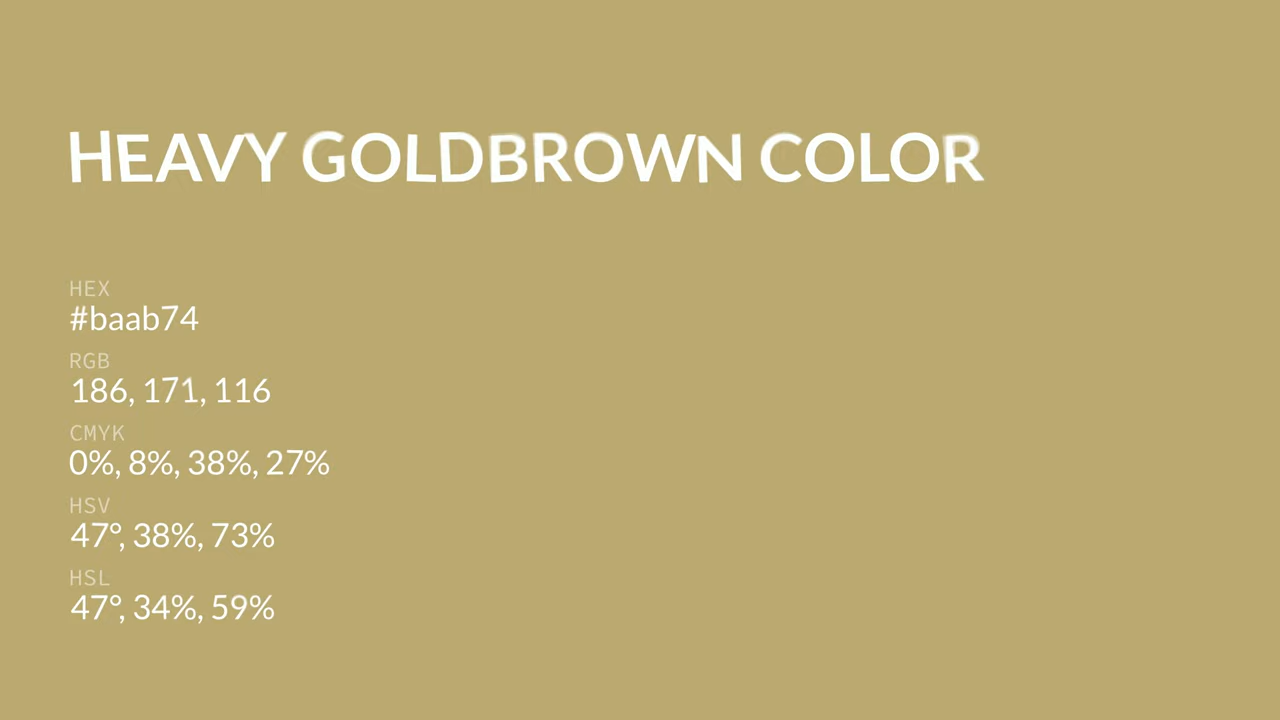 HEAVY GOLDBROWN COLOR
HEX
#baab74
RGB
186, 171, 116
CMYK
0%, 8%, 38%, 27%
HSV
47°, 38%, 73%
HSL
47°, 34%, 59%